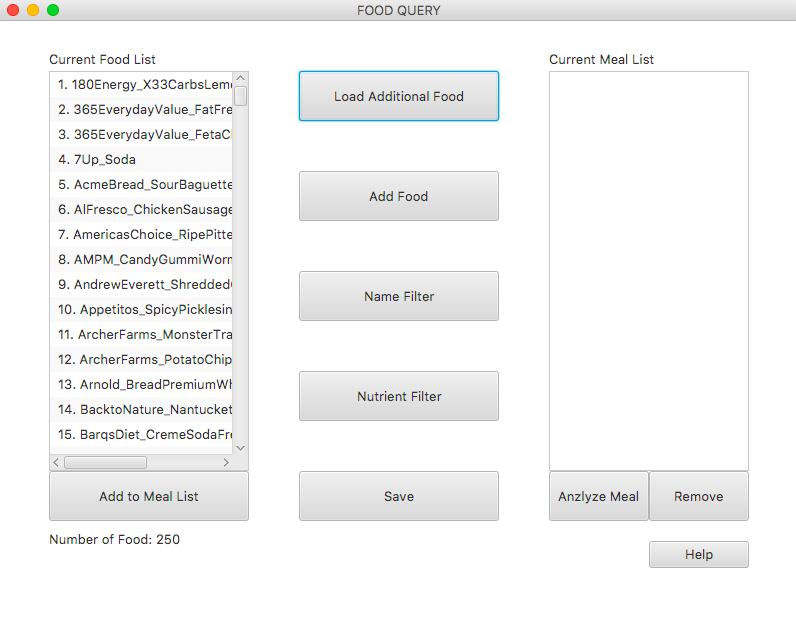 FOOD QUERY
Current Food List
1. 180Energy_X33CarbsLem
2. 365EverydayValue_FatFre
3. 365EverydayValue_FetaC
4. 7Up_Soda
5. AcmeBread_SourBaguette
6. AlFresco_ChickenSausage
7. AmericasChoice_RipePitte
8. AMPM_CandyGummiWorm
9. AndrewEverett_Shredded
10. Appetitos_SpicyPicklesin
11. ArcherFarms_MonsterTra
12. ArcherFarms_PotatoChip
13. Arnold_BreadPremiumWh
14. BacktoNature_Nantucket
15. BarqsDiet_CremeSodaFre
Add to Meal List
Number of Food: 250
Load Additional Food
Add Food
Name Filter
Nutrient Filter
Save
Current Meal List
Anzlyze Meal
Remove
Help